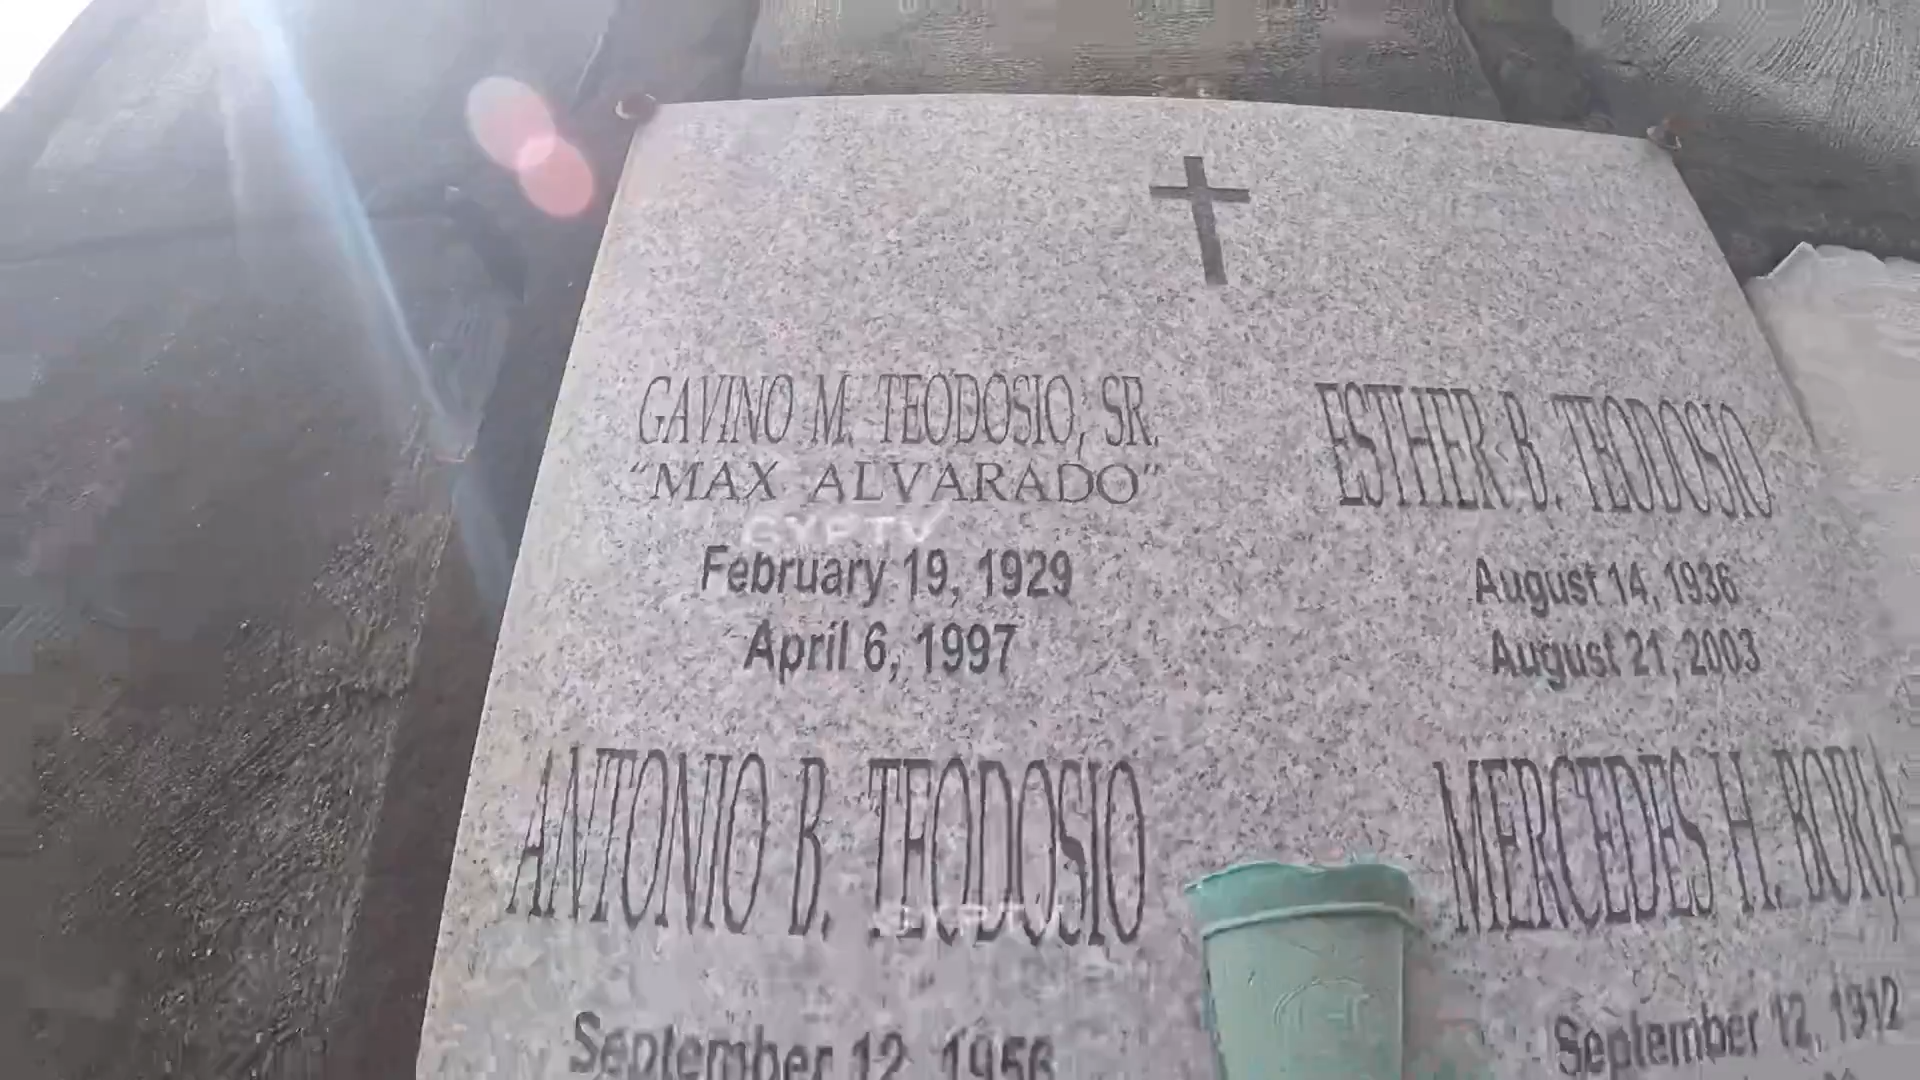 GAVINO M. TEODOSIO, SR.
"MAX ALVARADO"
GYPTV
February 19, 1929
April 6, 1997
ESTHER B. TEODOSIO
August 14, 1936
August 21, 2003
ANTONIO B. TEODOSIO
September 12, 1956
MERCEDES H. BORJA
September 12, 1912